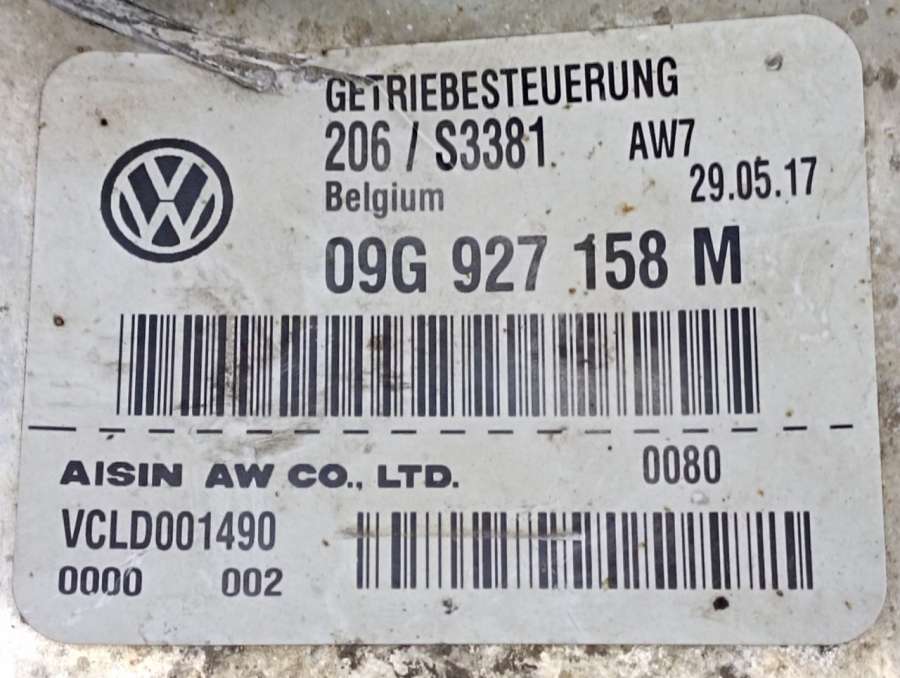 GETRIEBESTEUERUNG
206 / S3381 AW7
Belgium 29.05.17
09G 927 158 M
AISIN AW CO., LTD. 0080
VCLD001490
0000 002